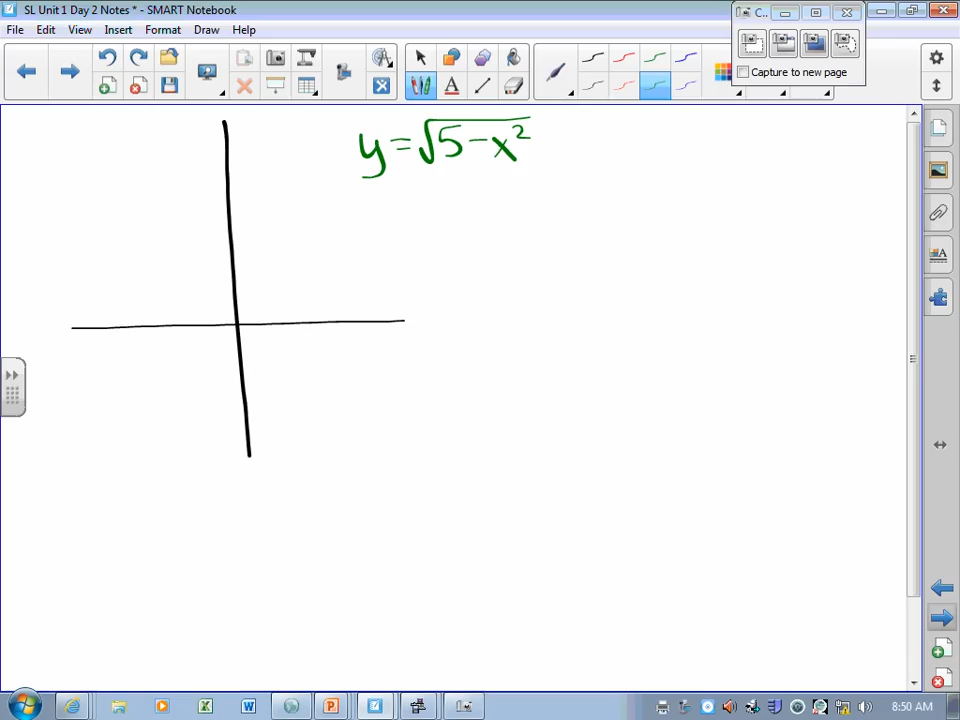 SL Unit 1 Day 2 Notes * - SMART Notebook
C..
File Edit View Insert Format Draw Help
Capture to new page
y = √5 − x²
8:50 AM